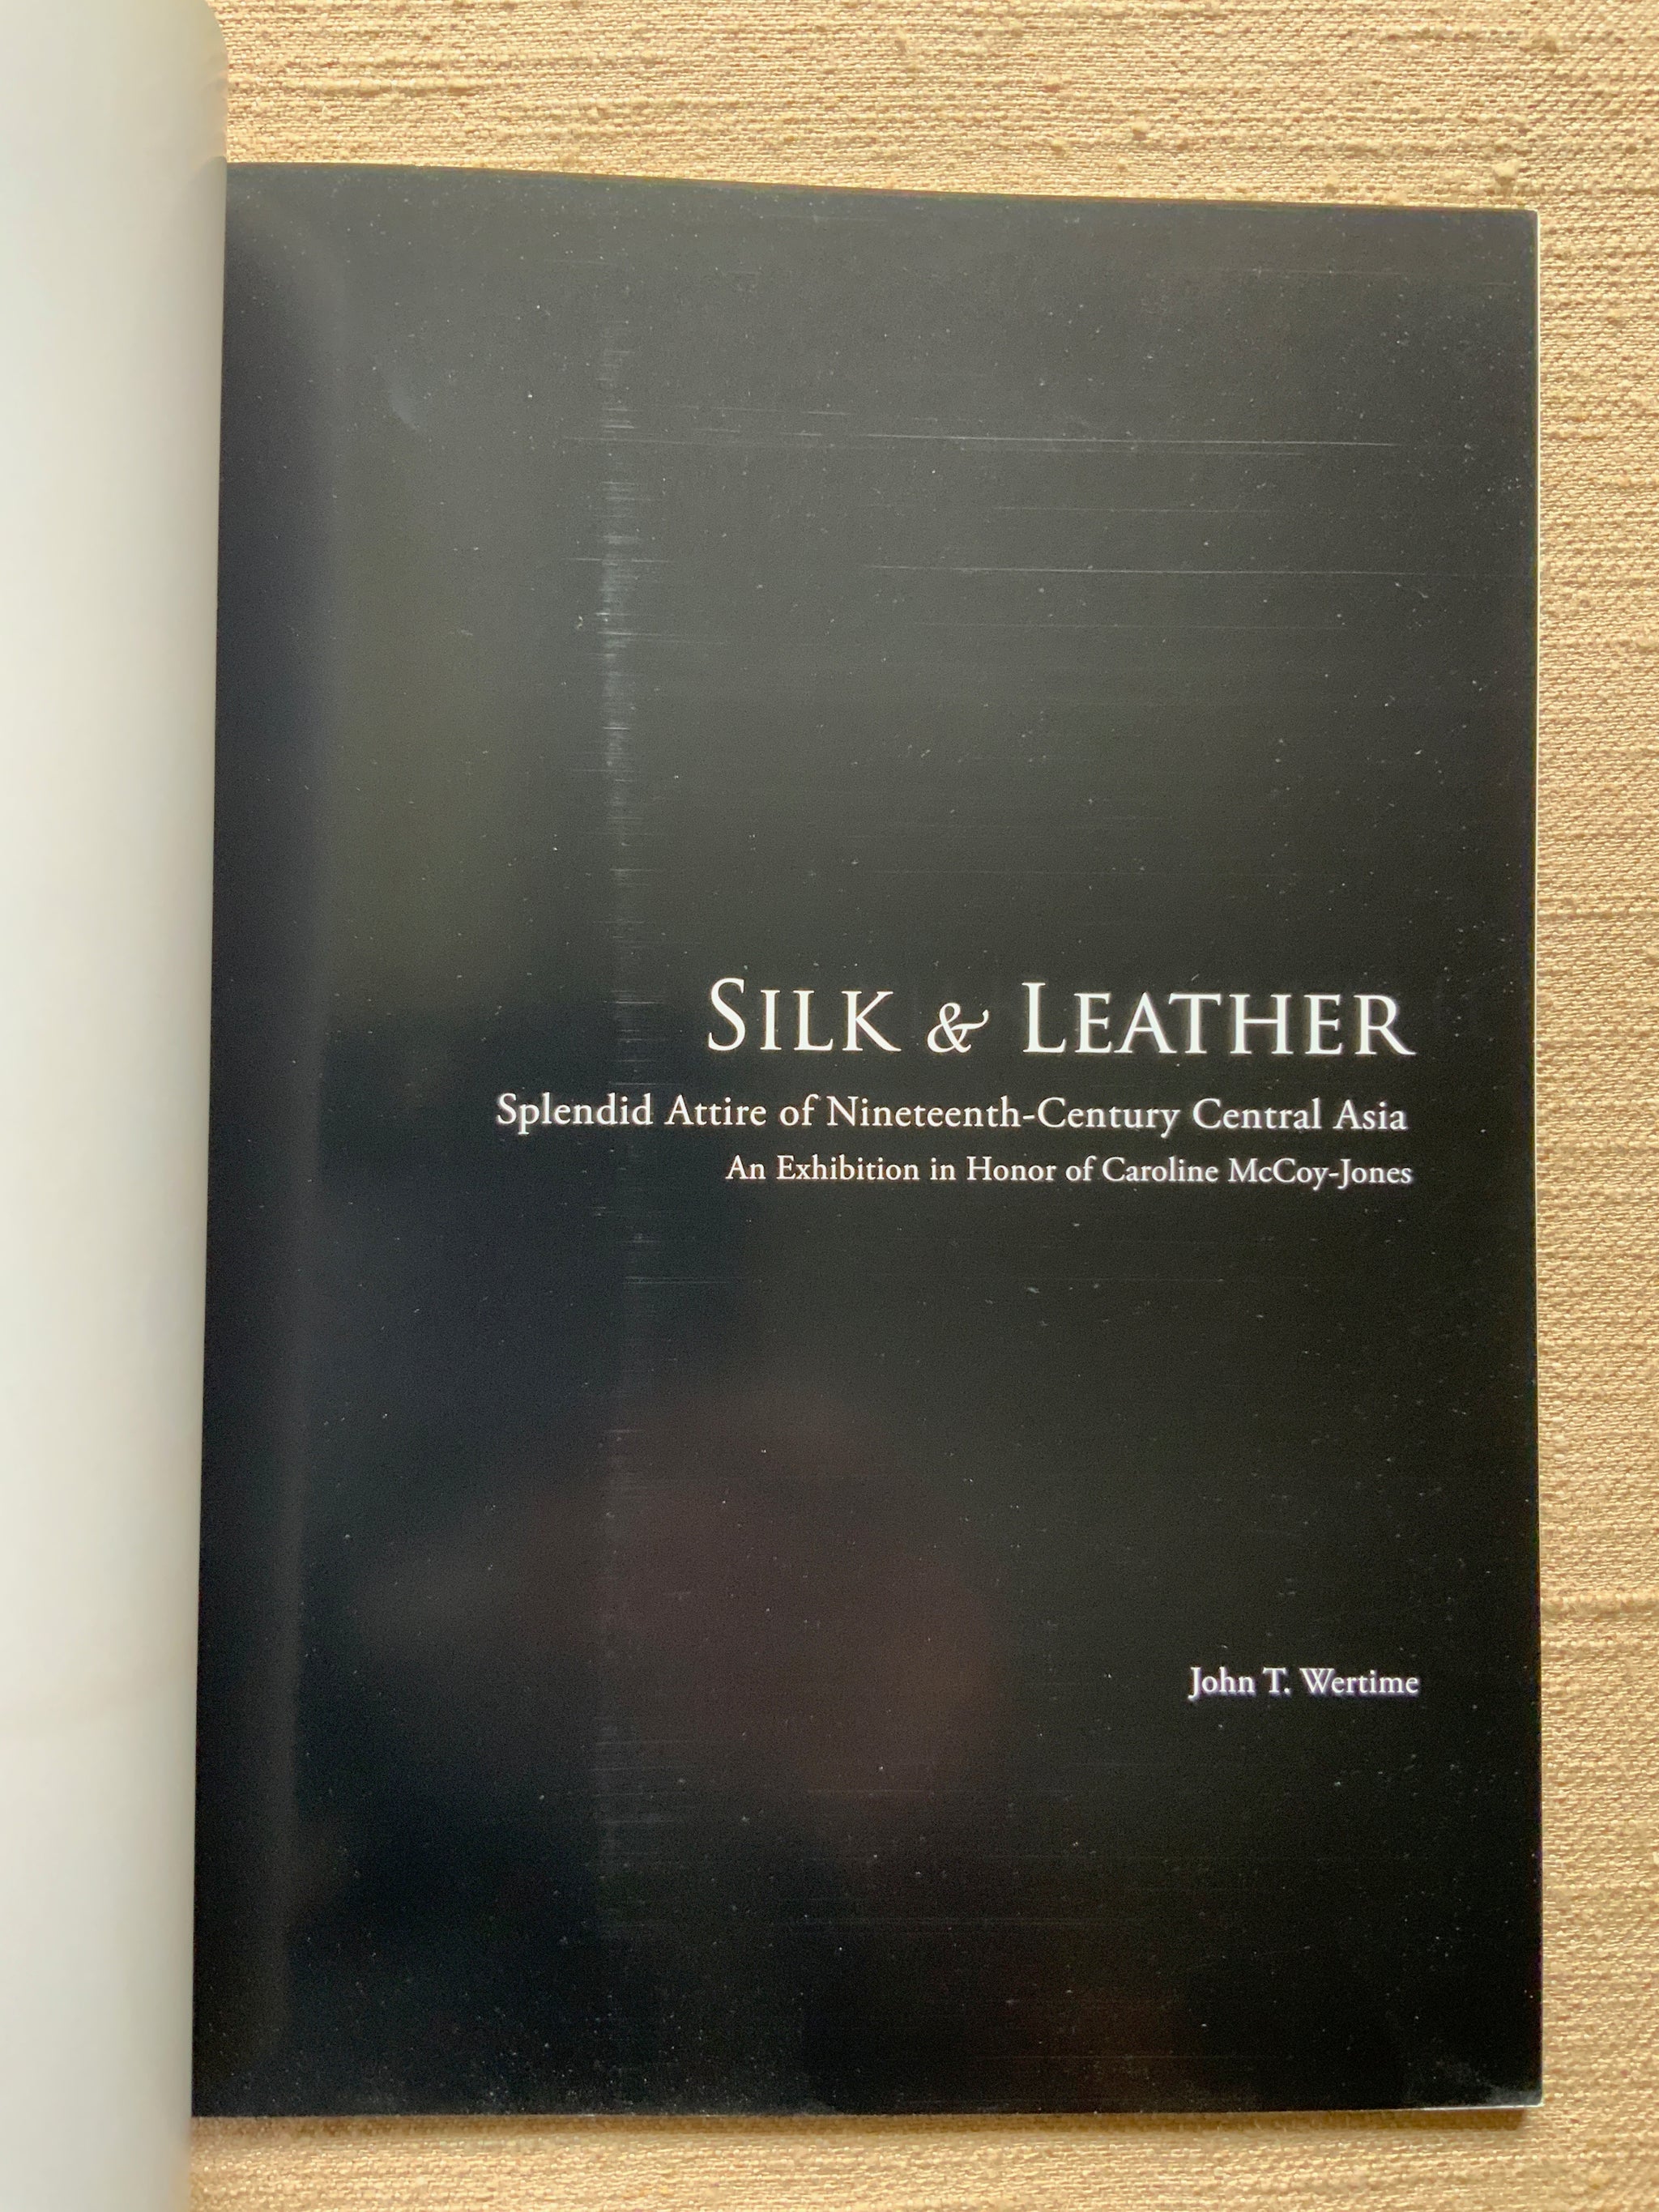 SILK & LEATHER
Splendid Attire of Nineteenth-Century Central Asia
An Exhibition in Honor of Caroline McCoy-Jones
John T. Wertime